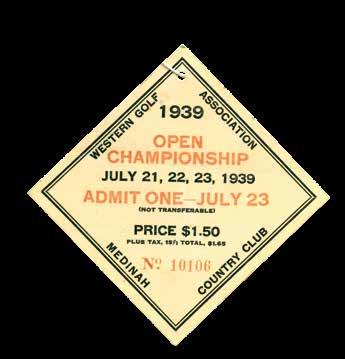 WESTERN GOLF ASSOCIATION
1939
OPEN
CHAMPIONSHIP
JULY 21, 22, 23, 1939
ADMIT ONE—JULY 23
(NOT TRANSFERABLE)
PRICE $1.50
PLUS TAX, 15¢; TOTAL, $1.65
No 10106
MEDINAH COUNTRY CLUB